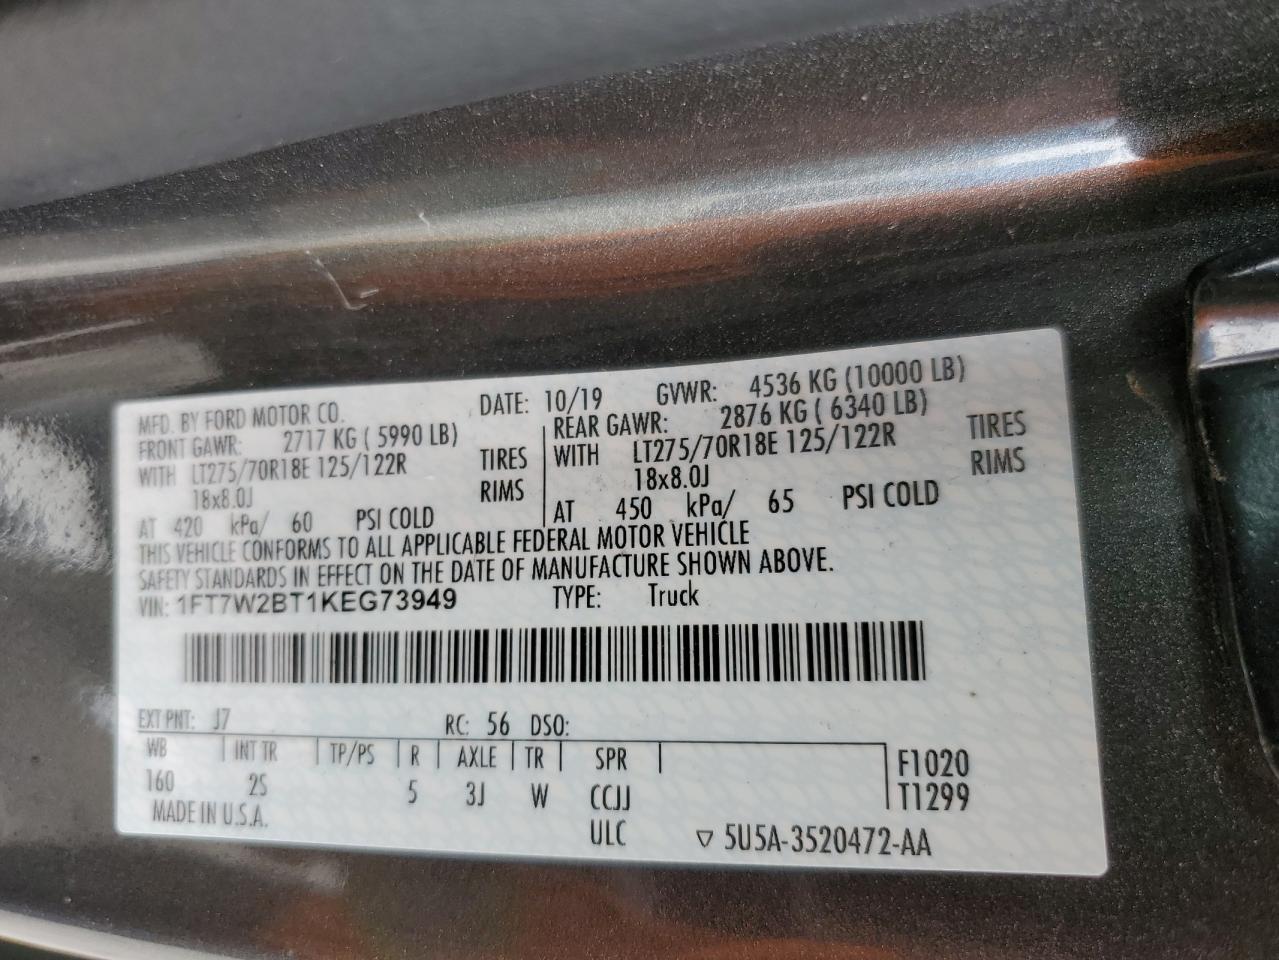 MFD. BY FORD MOTOR CO. DATE: 10/19 GVWR: 4536 KG (10000 LB)
FRONT GAWR: 2717 KG ( 5990 LB) REAR GAWR: 2876 KG ( 6340 LB)
WITH LT275/70R18E 125/122R TIRES WITH LT275/70R18E 125/122R TIRES
18x8.0J RIMS 18x8.0J RIMS
AT 420 kPa/ 60 PSI COLD AT 450 kPa/ 65 PSI COLD
THIS VEHICLE CONFORMS TO ALL APPLICABLE FEDERAL MOTOR VEHICLE
SAFETY STANDARDS IN EFFECT ON THE DATE OF MANUFACTURE SHOWN ABOVE.
VIN: 1FT7W2BT1KEG73949 TYPE: Truck
EXT PNT: J7 RC: 56 DSO:
WB INT TR TP/PS R AXLE TR SPR F1020
160 2S 5 3J W CCJJ T1299
MADE IN U.S.A. ULC ▽ 5U5A-3520472-AA